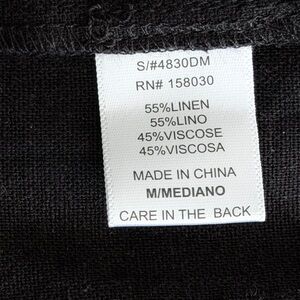 S/#4830DM
RN# 158030
55%LINEN
55%LINO
45%VISCOSE
45%VISCOSA
MADE IN CHINA
M/MEDIANO
CARE IN THE BACK